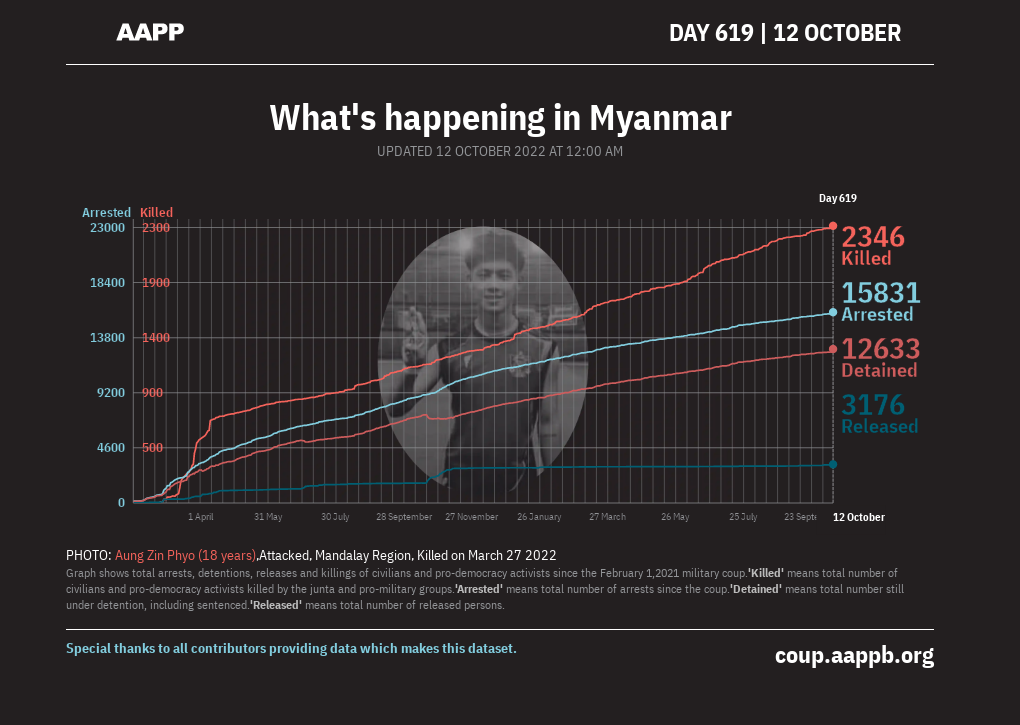 AAPP
DAY 619 | 12 OCTOBER
What's happening in Myanmar
UPDATED 12 OCTOBER 2022 AT 12:00 AM
Day 619
Arrested Killed
23000 2300
18400 1900
13800 1400
9200 900
4600 500
0
2346
Killed
15831
Arrested
12633
Detained
3176
Released
1 April 31 May 30 July 28 September 27 November 26 January 27 March 26 May 25 July 23 Septe 12 October
PHOTO: Aung Zin Phyo (18 years),Attacked, Mandalay Region, Killed on March 27 2022
Graph shows total arrests, detentions, releases and killings of civilians and pro-democracy activists since the February 1,2021 military coup.'Killed' means total number of
civilians and pro-democracy activists killed by the junta and pro-military groups.'Arrested' means total number of arrests since the coup.'Detained' means total number still
under detention, including sentenced.'Released' means total number of released persons.
Special thanks to all contributors providing data which makes this dataset.
coup.aappb.org